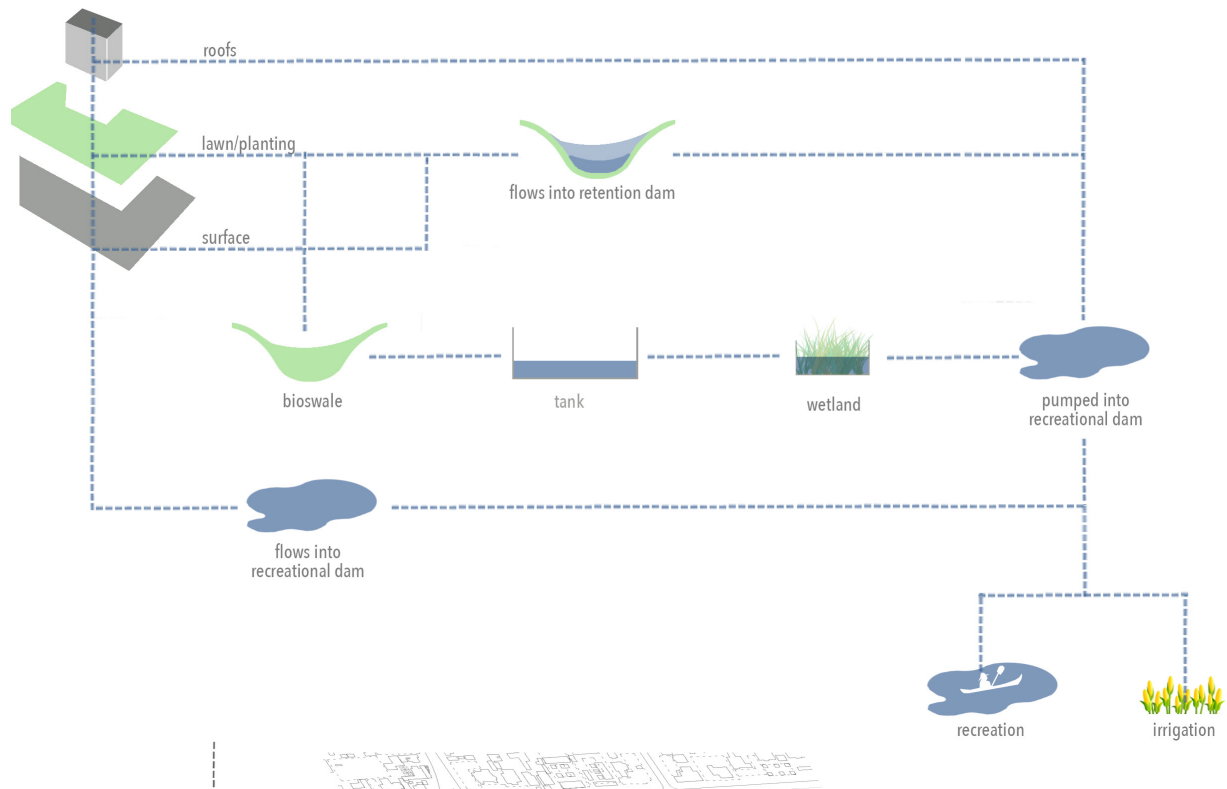 roofs
lawn/planting
flows into retention dam
surface
bioswale
tank
wetland
pumped into
recreational dam
flows into
recreational dam
recreation
irrigation